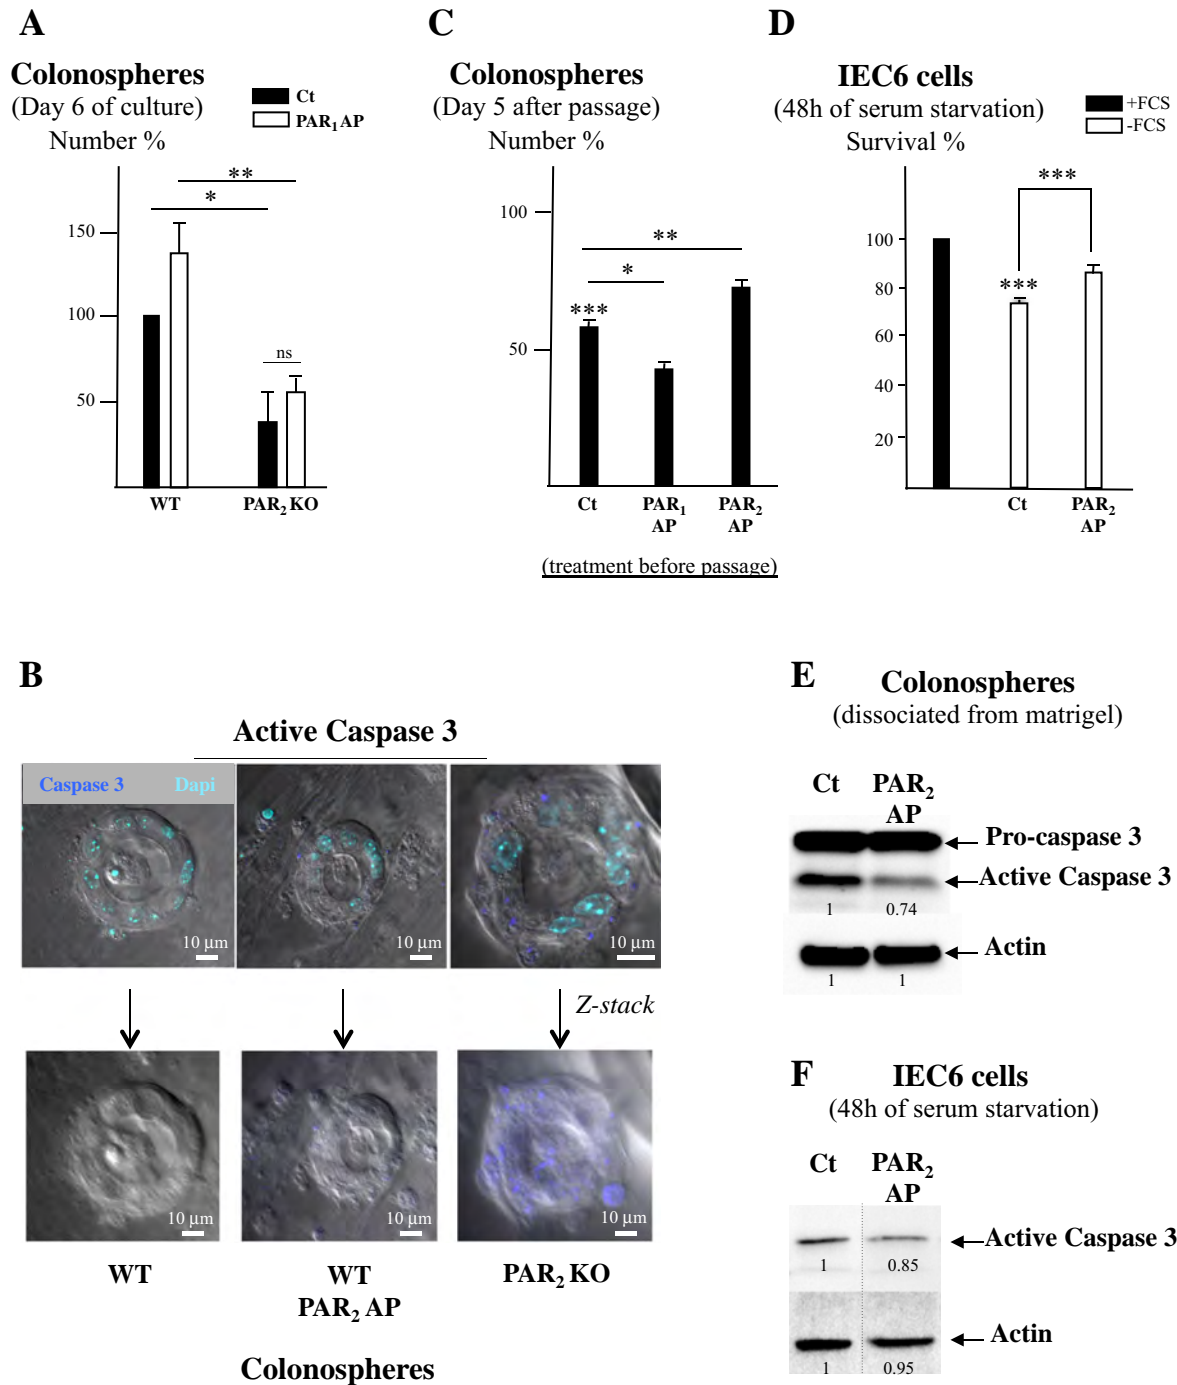 A
Colonospheres
(Day 6 of culture)
Number %
Ct
PAR₁ AP
**
*
150
100
50
ns
WT
PAR₂ KO
C
Colonospheres
(Day 5 after passage)
Number %
100
50
**
*
***
Ct
PAR₁ AP
PAR₂ AP
(treatment before passage)
D
IEC6 cells
(48h of serum starvation)
Survival %
+FCS
-FCS
***
***
100
80
60
40
20
Ct
PAR₂ AP
B
Active Caspase 3
Caspase 3 Dapi
10 µm
10 µm
10 µm
Z-stack
10 µm
10 µm
10 µm
WT
WT
PAR₂ AP
PAR₂ KO
Colonospheres
E
Colonospheres
(dissociated from matrigel)
Ct
PAR₂ AP
Pro-caspase 3
Active Caspase 3
1 0.74
Actin
1 1
F
IEC6 cells
(48h of serum starvation)
Ct
PAR₂ AP
Active Caspase 3
1 0.85
Actin
1 0.95